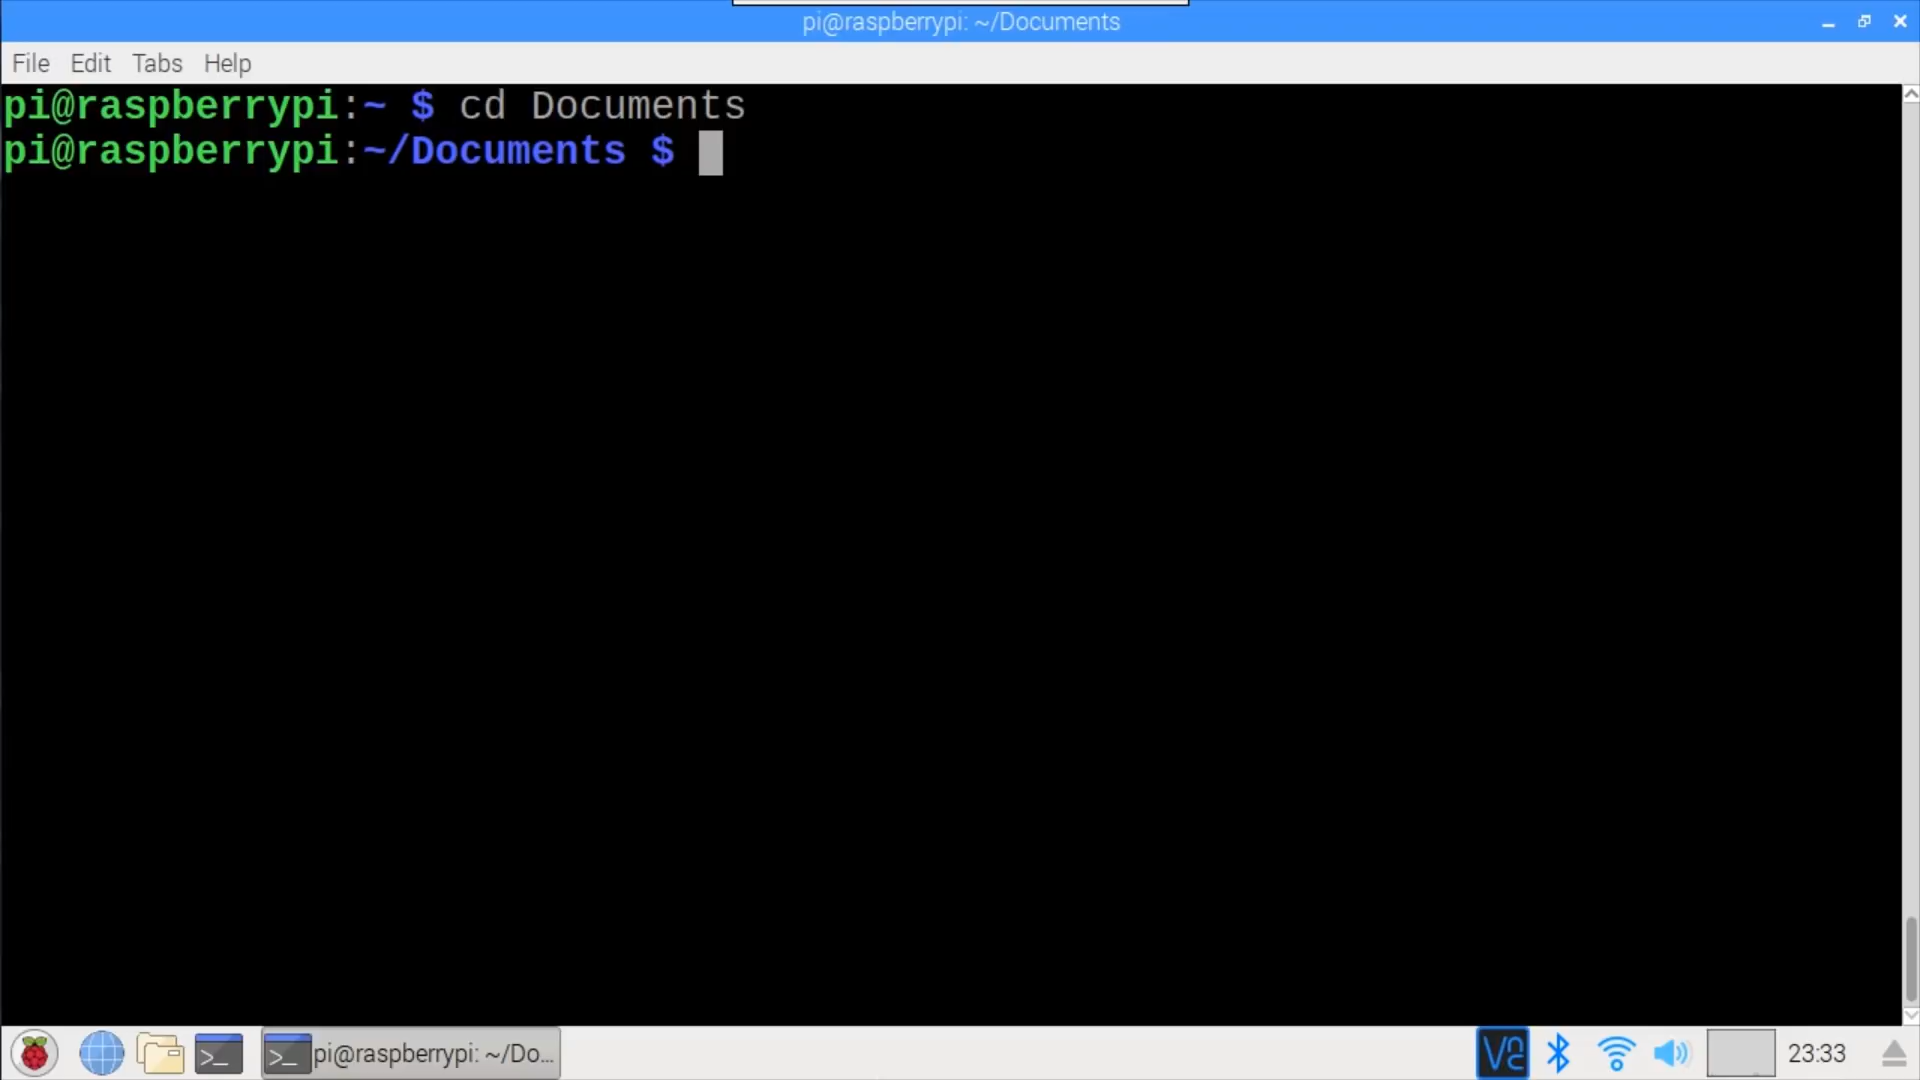 pi@raspberrypi: ~/Documents
File Edit Tabs Help
pi@raspberrypi:~ $ cd Documents
pi@raspberrypi:~/Documents $
>_
>_ pi@raspberrypi: ~/Do...
23:33